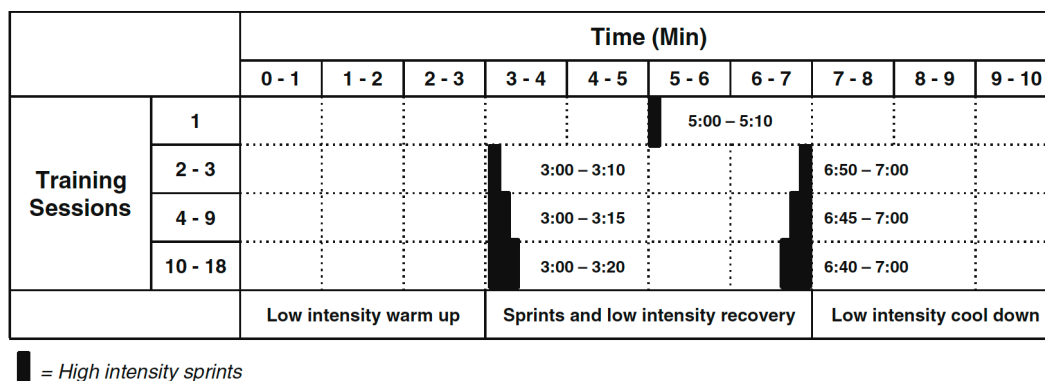 Time (Min)
0 - 1 1 - 2 2 - 3 3 - 4 4 - 5 5 - 6 6 - 7 7 - 8 8 - 9 9 - 10
Training Sessions
1 5:00 – 5:10
2 - 3 3:00 – 3:10 6:50 – 7:00
4 - 9 3:00 – 3:15 6:45 – 7:00
10 - 18 3:00 – 3:20 6:40 – 7:00
Low intensity warm up Sprints and low intensity recovery Low intensity cool down
= High intensity sprints